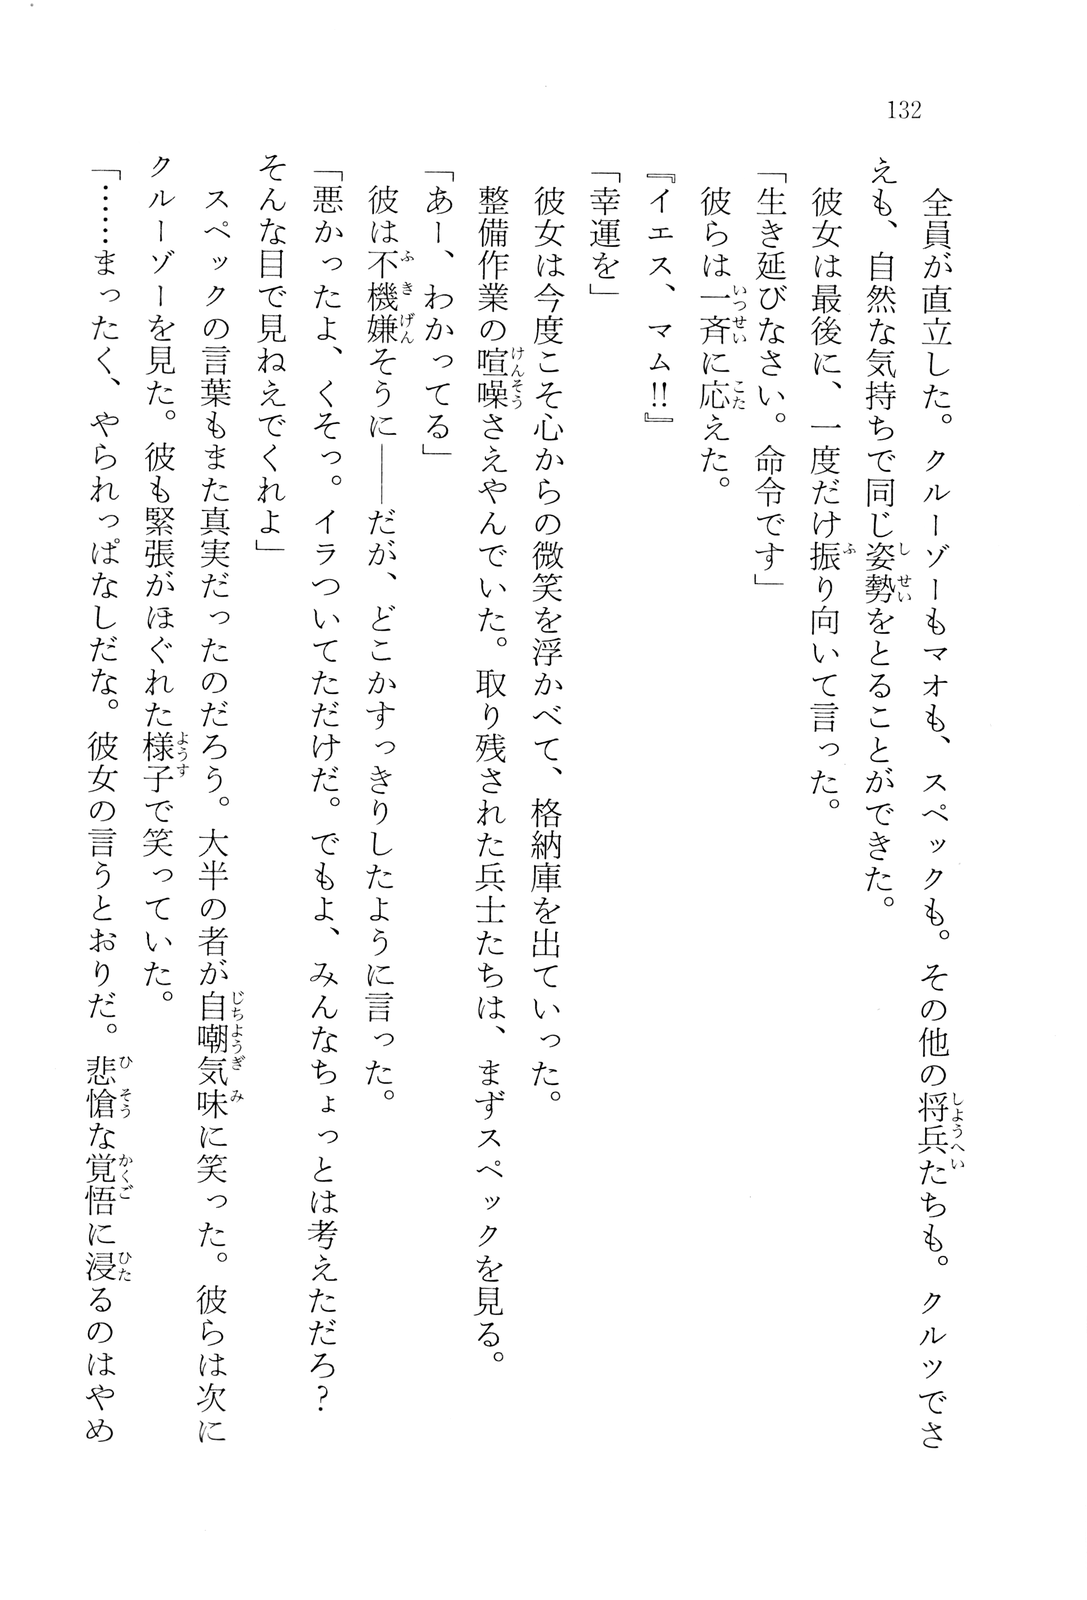 132
　全員が直立した。クルーゾーもマオも、スペックも。その他の将兵たちも。クルツでさ
えも、自然な気持ちで同じ姿勢をとることができた。
　彼女は最後に、一度だけ振り向いて言った。
「生き延びなさい。命令です」
　彼らは一斉に応えた。
『イエス、マム!!』
「幸運を」
　彼女は今度こそ心からの微笑を浮かべて、格納庫を出ていった。
　整備作業の喧噪さえやんでいた。取り残された兵士たちは、まずスペックを見る。
「あー、わかってる」
　彼は不機嫌そうに――だが、どこかすっきりしたように言った。
「悪かったよ、くそっ。イラついてただけだ。でもよ、みんなちょっとは考えただろ？
そんな目で見ねえでくれよ」
　スペックの言葉もまた真実だったのだろう。大半の者が自嘲気味に笑った。彼らは次に
クルーゾーを見た。彼も緊張がほぐれた様子で笑っていた。
「……まったく、やられっぱなしだな。彼女の言うとおりだ。悲愴な覚悟に浸るのはやめ